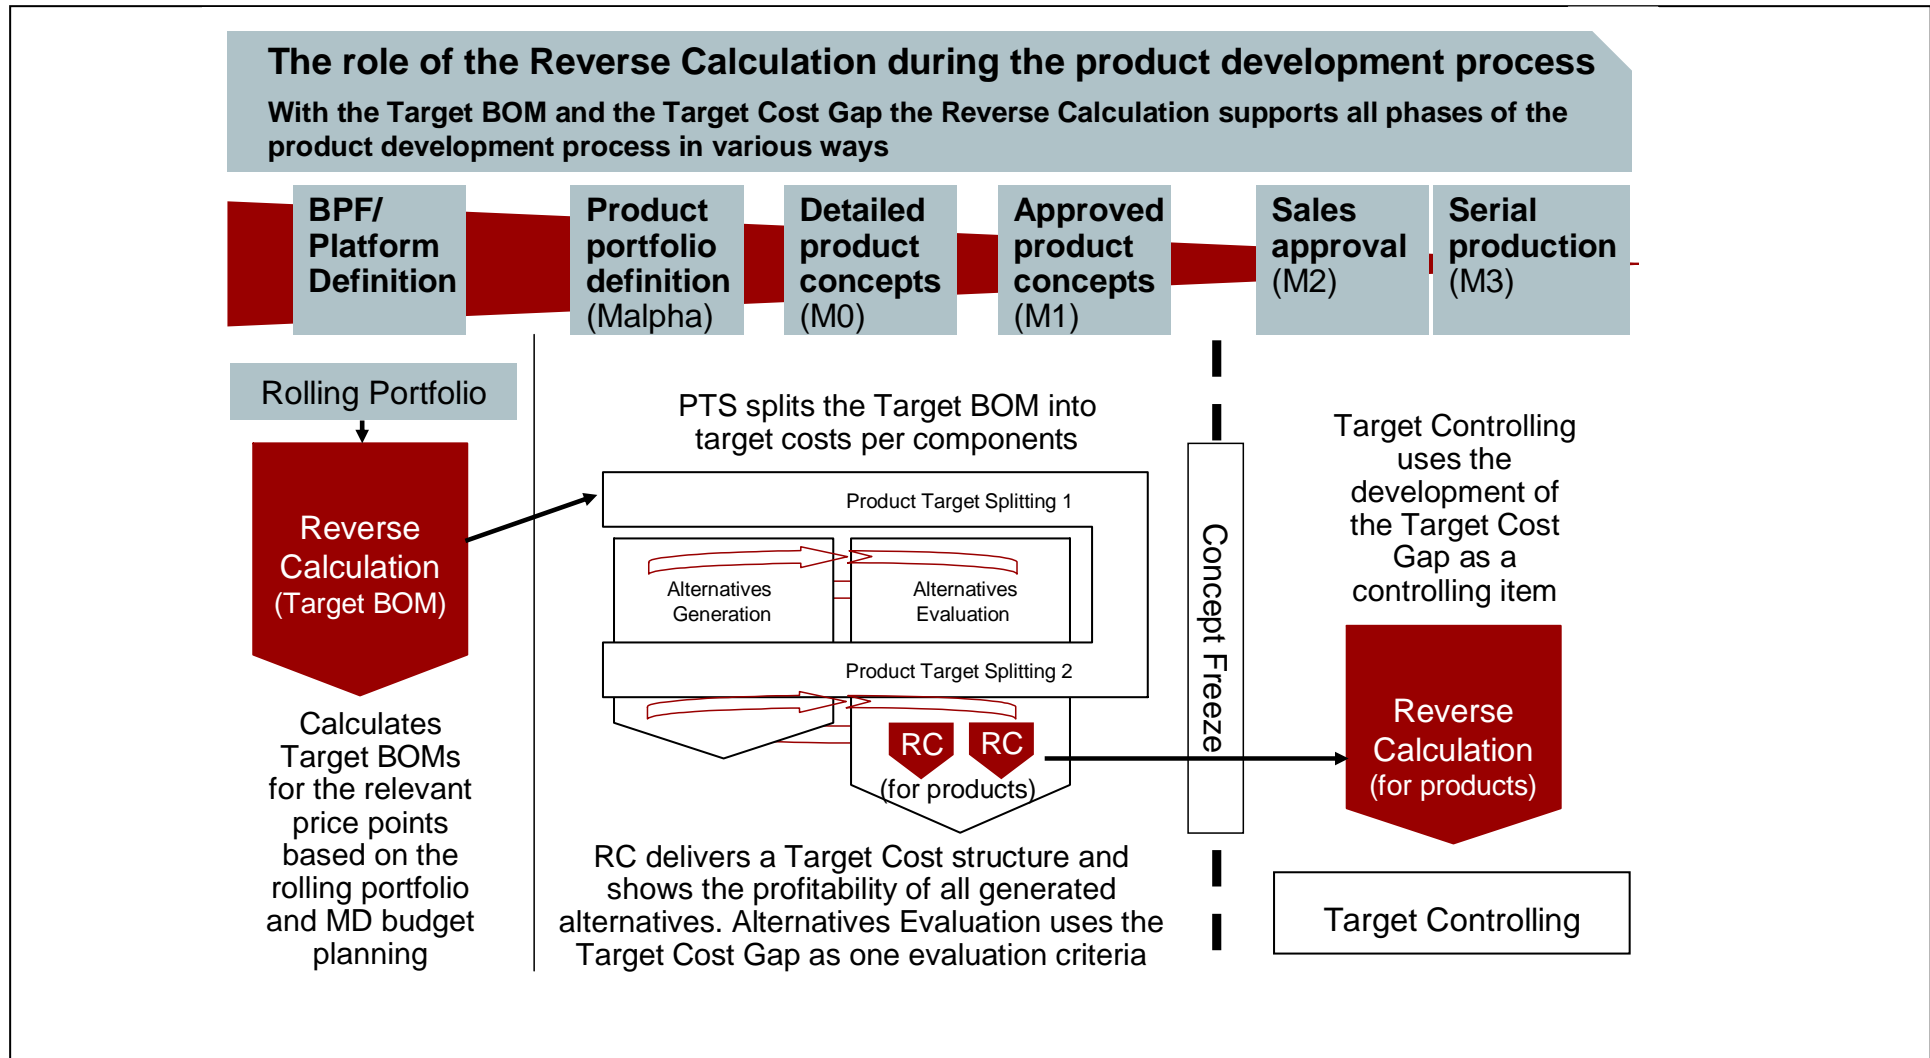 The role of the Reverse Calculation during the product development process
With the Target BOM and the Target Cost Gap the Reverse Calculation supports all phases of the
product development process in various ways
BPF/
Platform
Definition
Product
portfolio
definition
(Malpha)
Detailed
product
concepts
(M0)
Approved
product
concepts
(M1)
Sales
approval
(M2)
Serial
production
(M3)
Rolling Portfolio
Reverse
Calculation
(Target BOM)
Calculates
Target BOMs
for the relevant
price points
based on the
rolling portfolio
and MD budget
planning
PTS splits the Target BOM into
target costs per components
Product Target Splitting 1
Alternatives
Generation
Alternatives
Evaluation
Product Target Splitting 2
RC
RC
(for products)
RC delivers a Target Cost structure and
shows the profitability of all generated
alternatives. Alternatives Evaluation uses the
Target Cost Gap as one evaluation criteria
Concept Freeze
Target Controlling
uses the
development of
the Target Cost
Gap as a
controlling item
Reverse
Calculation
(for products)
Target Controlling